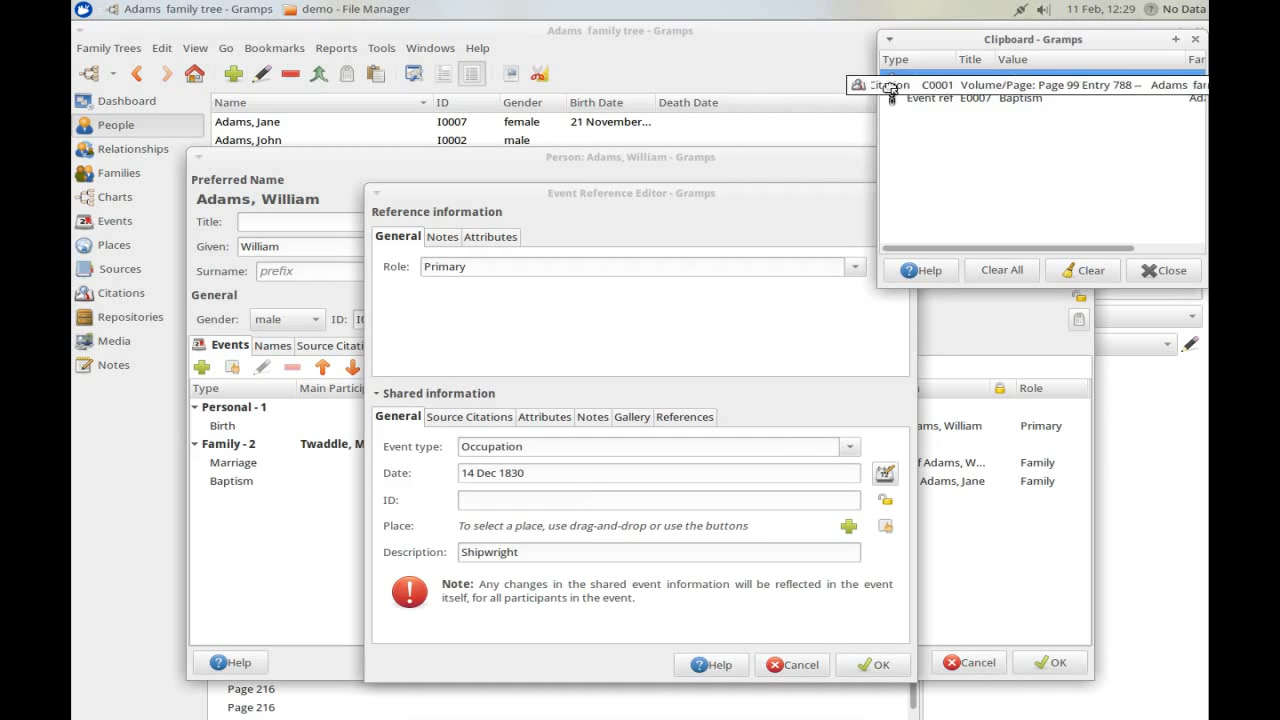 Adams family tree - Gramps
demo - File Manager
11 Feb, 12:29
No Data
Adams family tree - Gramps
Family Trees
Edit
View
Go
Bookmarks
Reports
Tools
Windows
Help
Dashboard
People
Relationships
Families
Charts
Events
Places
Sources
Citations
Repositories
Media
Notes
Name
ID
Gender
Birth Date
Death Date
Adams, Jane
I0007
female
21 November...
Adams, John
I0002
male
Person: Adams, William - Gramps
Preferred Name
Adams, William
Title:
Given:
William
Surname:
prefix
General
Gender:
male
ID:
Events
Names
Type
Personal - 1
Birth
Primary
Family - 2
Marriage
Family
Baptism
Adams, Jane
Family
Role
Help
Cancel
OK
Page 216
Page 216
Event Reference Editor - Gramps
Reference information
General
Notes
Attributes
Role:
Primary
Shared information
General
Source Citations
Attributes
Notes
Gallery
References
Event type:
Occupation
Date:
14 Dec 1830
ID:
Place:
To select a place, use drag-and-drop or use the buttons
Description:
Shipwright
Note: Any changes in the shared event information will be reflected in the event
itself, for all participants in the event.
Help
Cancel
OK
Clipboard - Gramps
Type
Title
Value
C0001
Volume/Page: Page 99 Entry 788 --
Adams
Event ref
E0007
Baptism
Help
Clear All
Clear
Close